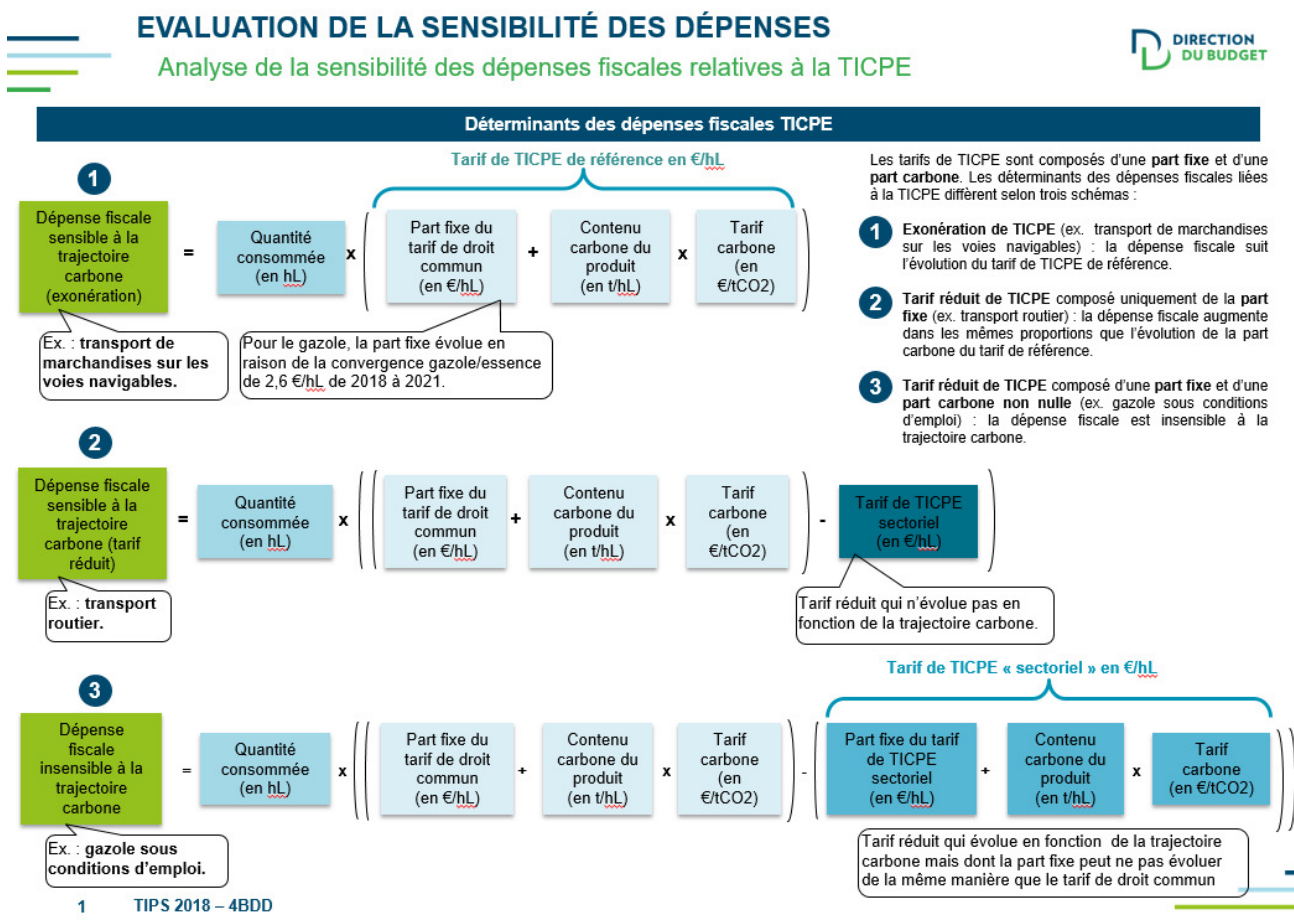 EVALUATION DE LA SENSIBILITÉ DES DÉPENSES
Analyse de la sensibilité des dépenses fiscales relatives à la TICPE
DIRECTION
DU BUDGET
Déterminants des dépenses fiscales TICPE
1
Tarif de TICPE de référence en €/hL
Dépense fiscale
sensible à la
trajectoire
carbone
(exonération)
=
Quantité
consommée
(en hL)
x
(
Part fixe du
tarif de droit
commun
(en €/hL)
+
Contenu
carbone du
produit
(en t/hL)
x
Tarif
carbone
(en
€/tCO2)
)
Ex. : transport de
marchandises sur les
voies navigables.
Pour le gazole, la part fixe évolue en
raison de la convergence gazole/essence
de 2,6 €/hL de 2018 à 2021.
Les tarifs de TICPE sont composés d’une part fixe et d’une
part carbone. Les déterminants des dépenses fiscales liées
à la TICPE diffèrent selon trois schémas :
1 Exonération de TICPE (ex. transport de marchandises
sur les voies navigables) : la dépense fiscale suit
l’évolution du tarif de TICPE de référence.
2 Tarif réduit de TICPE composé uniquement de la part
fixe (ex. transport routier) : la dépense fiscale augmente
dans les mêmes proportions que l’évolution de la part
carbone du tarif de référence.
3 Tarif réduit de TICPE composé d’une part fixe et d’une
part carbone non nulle (ex. gazole sous conditions
d’emploi) : la dépense fiscale est insensible à la
trajectoire carbone.
2
Dépense fiscale
sensible à la
trajectoire
carbone (tarif
réduit)
=
Quantité
consommée
(en hL)
x
( (
Part fixe du
tarif de droit
commun
(en €/hL)
+
Contenu
carbone du
produit
(en t/hL)
x
Tarif
carbone
(en
€/tCO2)
)
-
Tarif de TICPE
sectoriel
(en €/hL)
)
Ex. : transport
routier.
Tarif réduit qui n’évolue pas en
fonction de la trajectoire carbone.
3
Tarif de TICPE « sectoriel » en €/hL
Dépense
fiscale
insensible à la
trajectoire
carbone
=
Quantité
consommée
(en hL)
x
( (
Part fixe du
tarif de droit
commun
(en €/hL)
+
Contenu
carbone du
produit
(en t/hL)
x
Tarif
carbone
(en
€/tCO2)
)
-
(
Part fixe du tarif
de TICPE
sectoriel
(en €/hL)
+
Contenu
carbone du
produit
(en t/hL)
x
Tarif
carbone
(en €/tCO2)
) )
Ex. : gazole sous
conditions d’emploi.
Tarif réduit qui évolue en fonction de la trajectoire
carbone mais dont la part fixe peut ne pas évoluer
de la même manière que le tarif de droit commun
1 TIPS 2018 – 4BDD